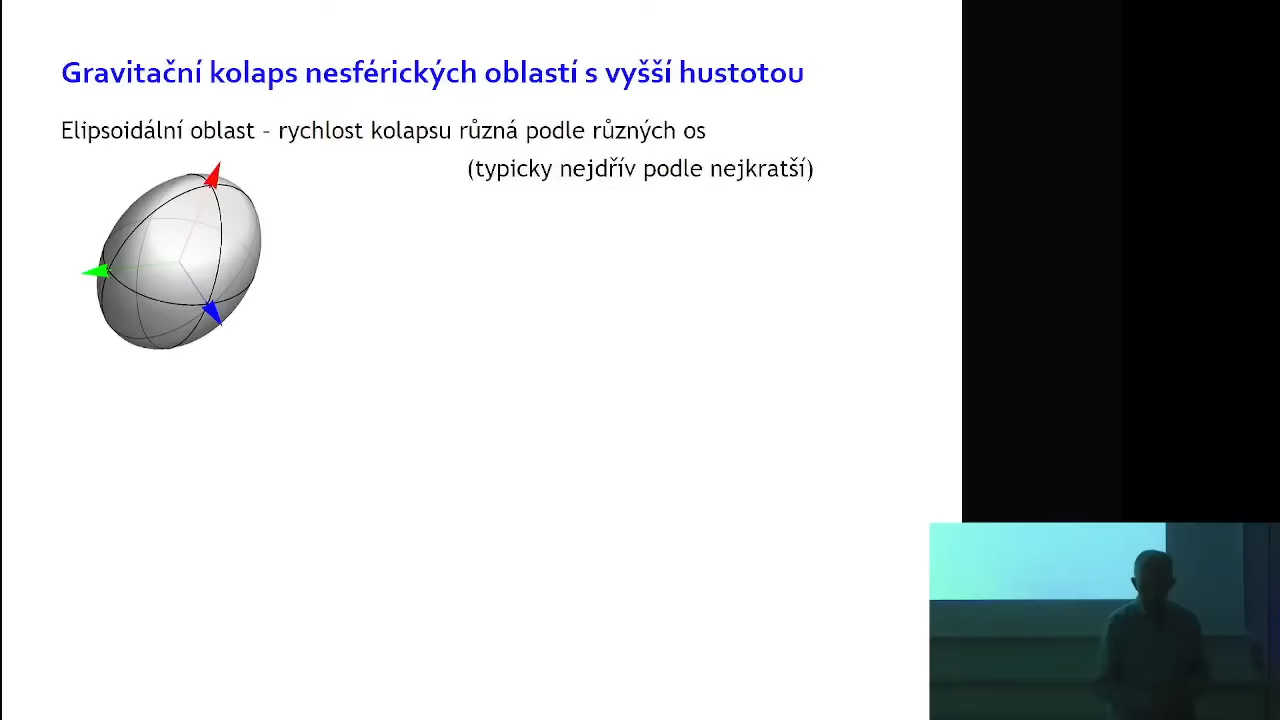 Gravitační kolaps nesférických oblastí s vyšší hustotou
Elipsoidální oblast – rychlost kolapsu různá podle různých os
(typicky nejdřív podle nejkratší)